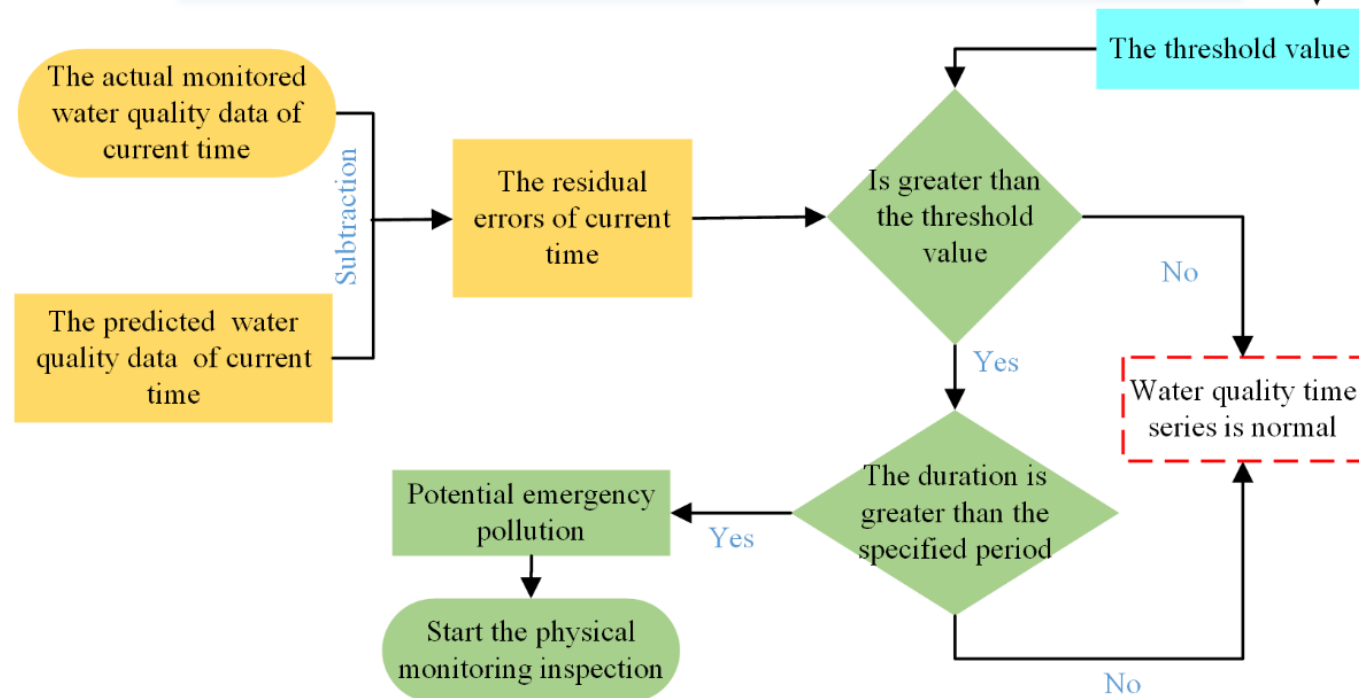 The threshold value
The actual monitored
water quality data of
current time
Subtraction
The residual
errors of current
time
Is greater than
the threshold
value
No
The predicted water
quality data of current
time
Yes
Water quality time
series is normal
The duration is
greater than the
specified period
Potential emergency
pollution
Yes
Start the physical
monitoring inspection
No